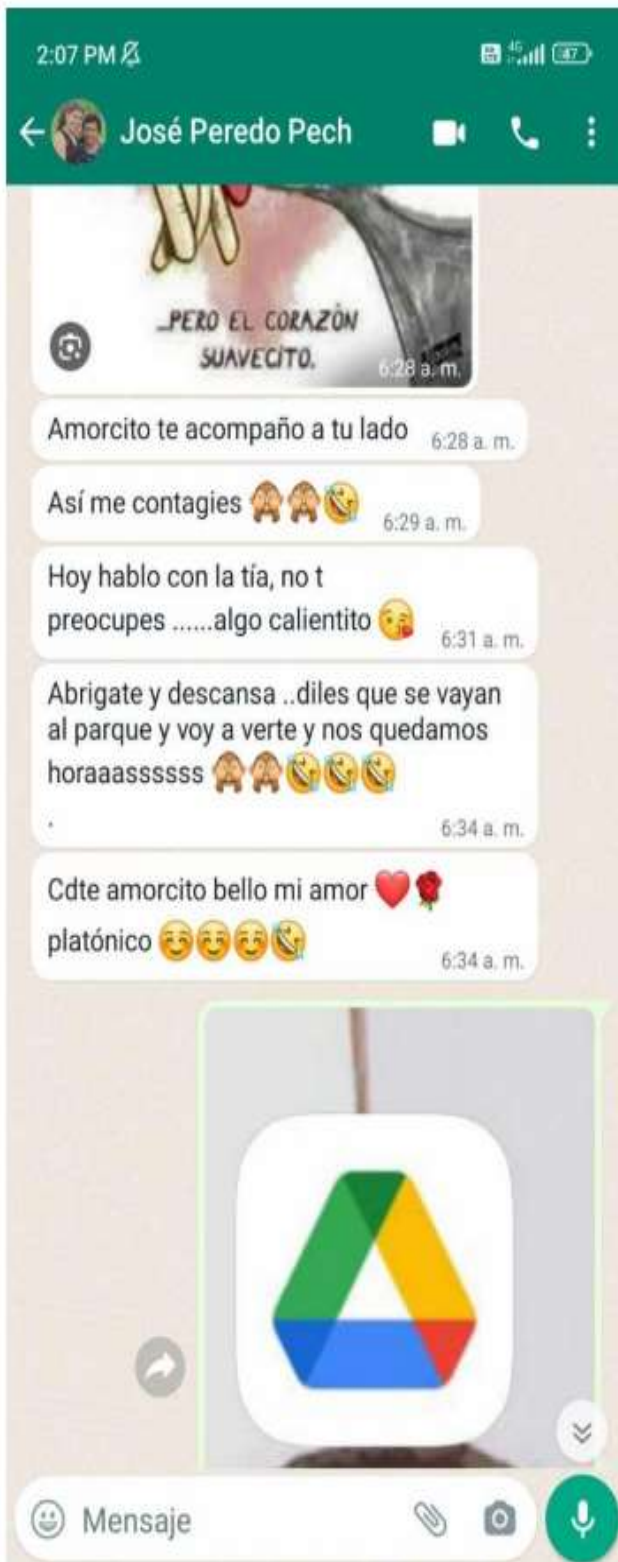 2:07 PM
4G
47
José Peredo Pech
...PERO EL CORAZÓN
SUAVECITO.
6:28 a. m.
Amorcito te acompaño a tu lado
6:28 a. m.
Así me contagies
6:29 a. m.
Hoy hablo con la tía, no t
preocupes ......algo calientito
6:31 a. m.
Abrigate y descansa ..diles que se vayan
al parque y voy a verte y nos quedamos
horaaassssss
.
6:34 a. m.
Cdte amorcito bello mi amor
platónico
6:34 a. m.
Mensaje